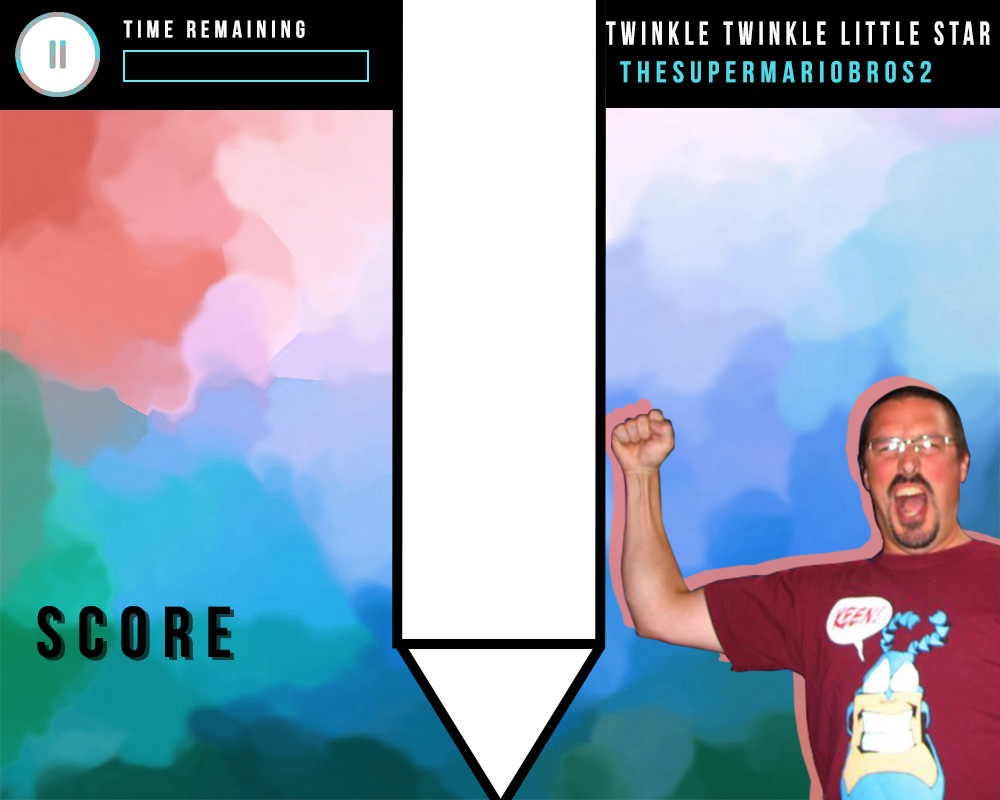 TIME REMAINING
TWINKLE TWINKLE LITTLE STAR
THESUPERMARIOBROS2
SCORE
KEEN!